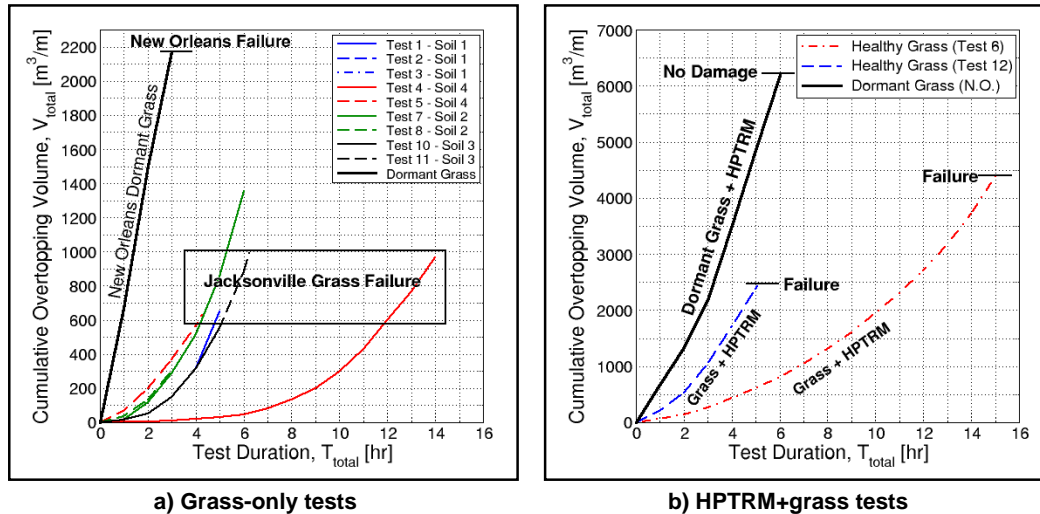 2200
2000
1800
1600
1400
1200
1000
800
600
400
200
0
0 2 4 6 8 10 12 14 16
Cumulative Overtopping Volume, V_total [m³/m]
Test Duration, T_total [hr]
New Orleans Failure
New Orleans Dormant Grass
Jacksonville Grass Failure
Test 1 - Soil 1
Test 2 - Soil 1
Test 3 - Soil 1
Test 4 - Soil 4
Test 5 - Soil 4
Test 7 - Soil 2
Test 8 - Soil 2
Test 10 - Soil 3
Test 11 - Soil 3
Dormant Grass
a) Grass-only tests
7000
6000
5000
4000
3000
2000
1000
0
0 2 4 6 8 10 12 14 16
Cumulative Overtopping Volume, V_total [m³/m]
Test Duration, T_total [hr]
Healthy Grass (Test 6)
Healthy Grass (Test 12)
Dormant Grass (N.O.)
No Damage
Dormant Grass + HPTRM
Failure
Failure
Grass + HPTRM
Grass + HPTRM
b) HPTRM+grass tests